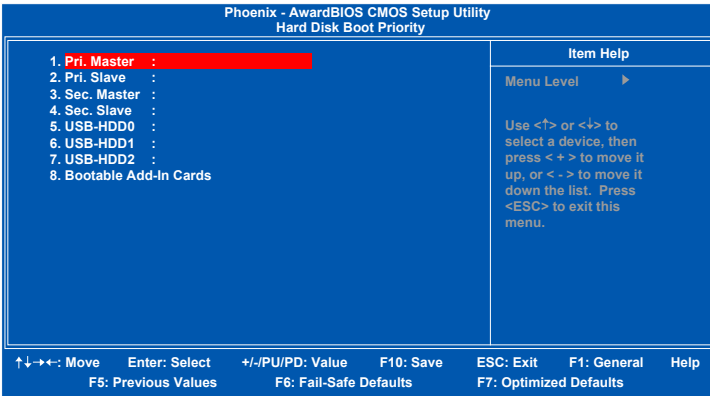 Phoenix - AwardBIOS CMOS Setup Utility
Hard Disk Boot Priority
1. Pri. Master :
2. Pri. Slave :
3. Sec. Master :
4. Sec. Slave :
5. USB-HDD0 :
6. USB-HDD1 :
7. USB-HDD2 :
8. Bootable Add-In Cards
Item Help
Menu Level ▶
Use <↑> or <↓> to
select a device, then
press < + > to move it
up, or < - > to move it
down the list. Press
<ESC> to exit this
menu.
↑↓→←: Move Enter: Select +/-/PU/PD: Value F10: Save ESC: Exit F1: General Help
F5: Previous Values F6: Fail-Safe Defaults F7: Optimized Defaults